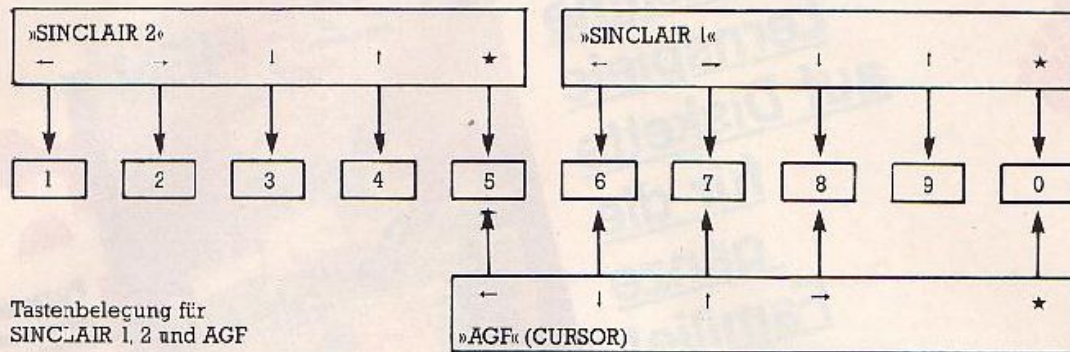 »SINCLAIR 2« »SINCLAIR 1«
← → ↓ ↑ ★ ← → ↓ ↑ ★
1 2 3 4 5 6 7 8 9 0
← ↓ ↑ → ★
Tastenbelegung für
SINCLAIR 1, 2 und AGF
»AGF« (CURSOR)